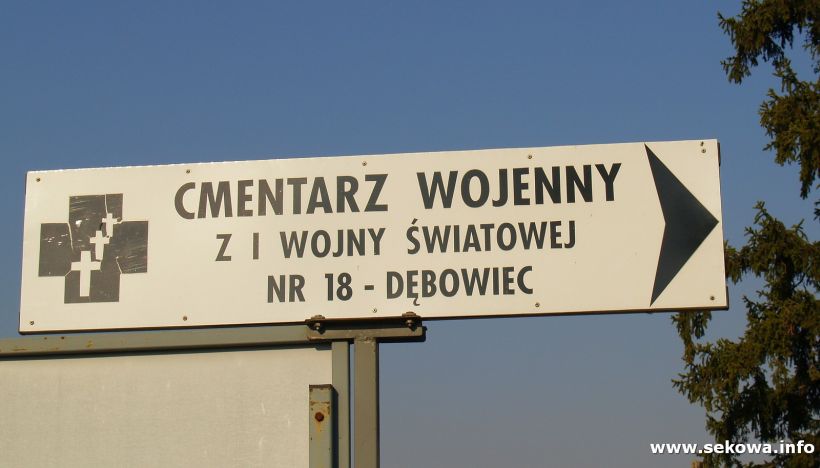 CMENTARZ WOJENNY
Z I WOJNY ŚWIATOWEJ
NR 18 - DĘBOWIEC
www.sekowa.info